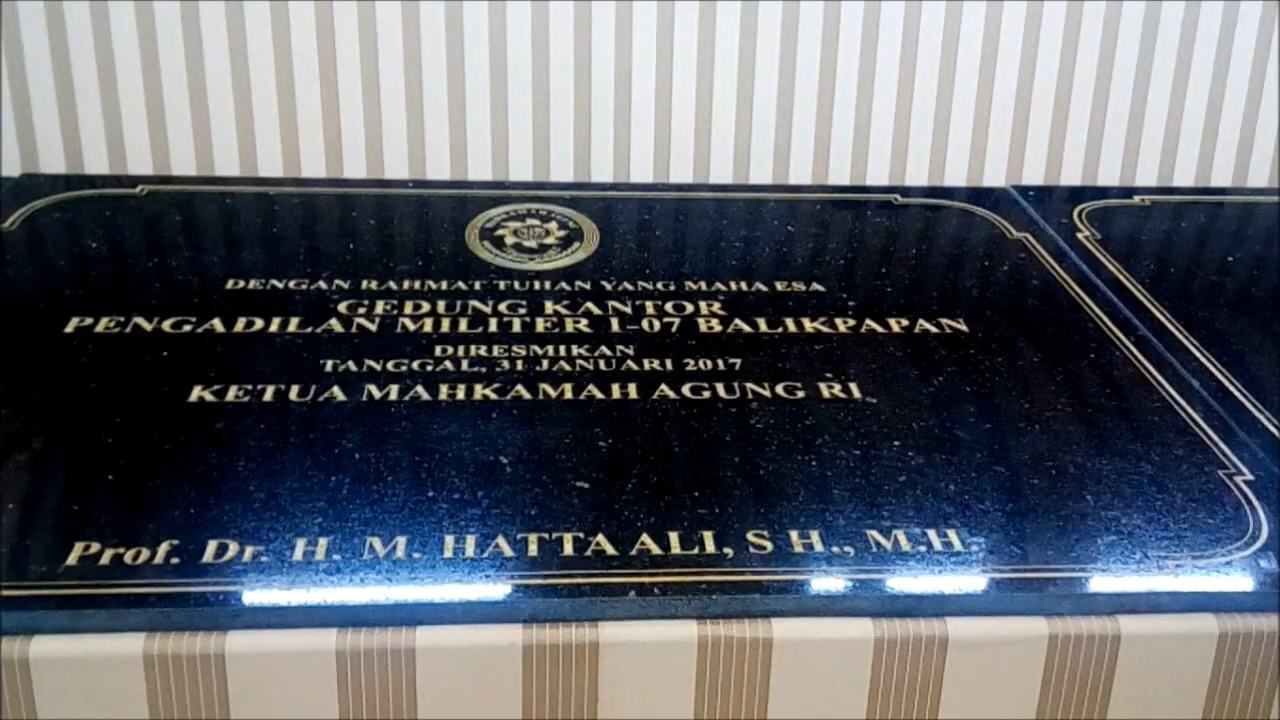 DENGAN RAHMAT TUHAN YANG MAHA ESA
GEDUNG KANTOR
PENGADILAN MILITER I-07 BALIKPAPAN
DIRESMIKAN
TANGGAL, 31 JANUARI 2017
KETUA MAHKAMAH AGUNG RI
Prof. Dr. H. M. HATTA ALI, S H., M.H.